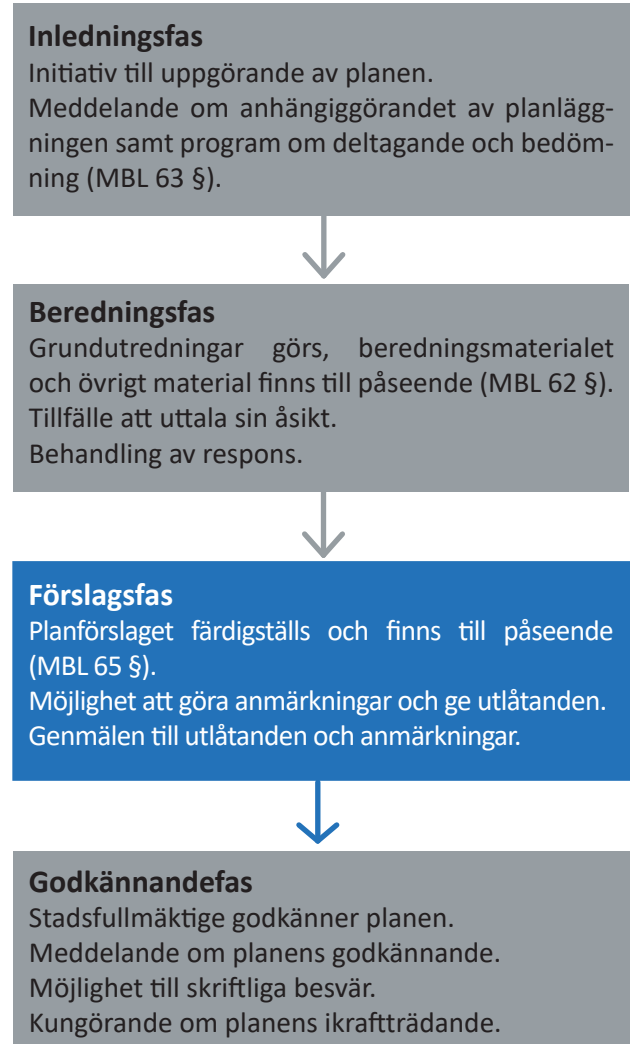 Inledningsfas
Initiativ till uppgörande av planen.
Meddelande om anhängiggörandet av planlägg-
ningen samt program om deltagande och bedöm-
ning (MBL 63 §).
Beredningsfas
Grundutredningar görs, beredningsmaterialet
och övrigt material finns till påseende (MBL 62 §).
Tillfälle att uttala sin åsikt.
Behandling av respons.
Förslagsfas
Planförslaget färdigställs och finns till påseende
(MBL 65 §).
Möjlighet att göra anmärkningar och ge utlåtanden.
Genmälen till utlåtanden och anmärkningar.
Godkännandefas
Stadsfullmäktige godkänner planen.
Meddelande om planens godkännande.
Möjlighet till skriftliga besvär.
Kungörande om planens ikraftträdande.